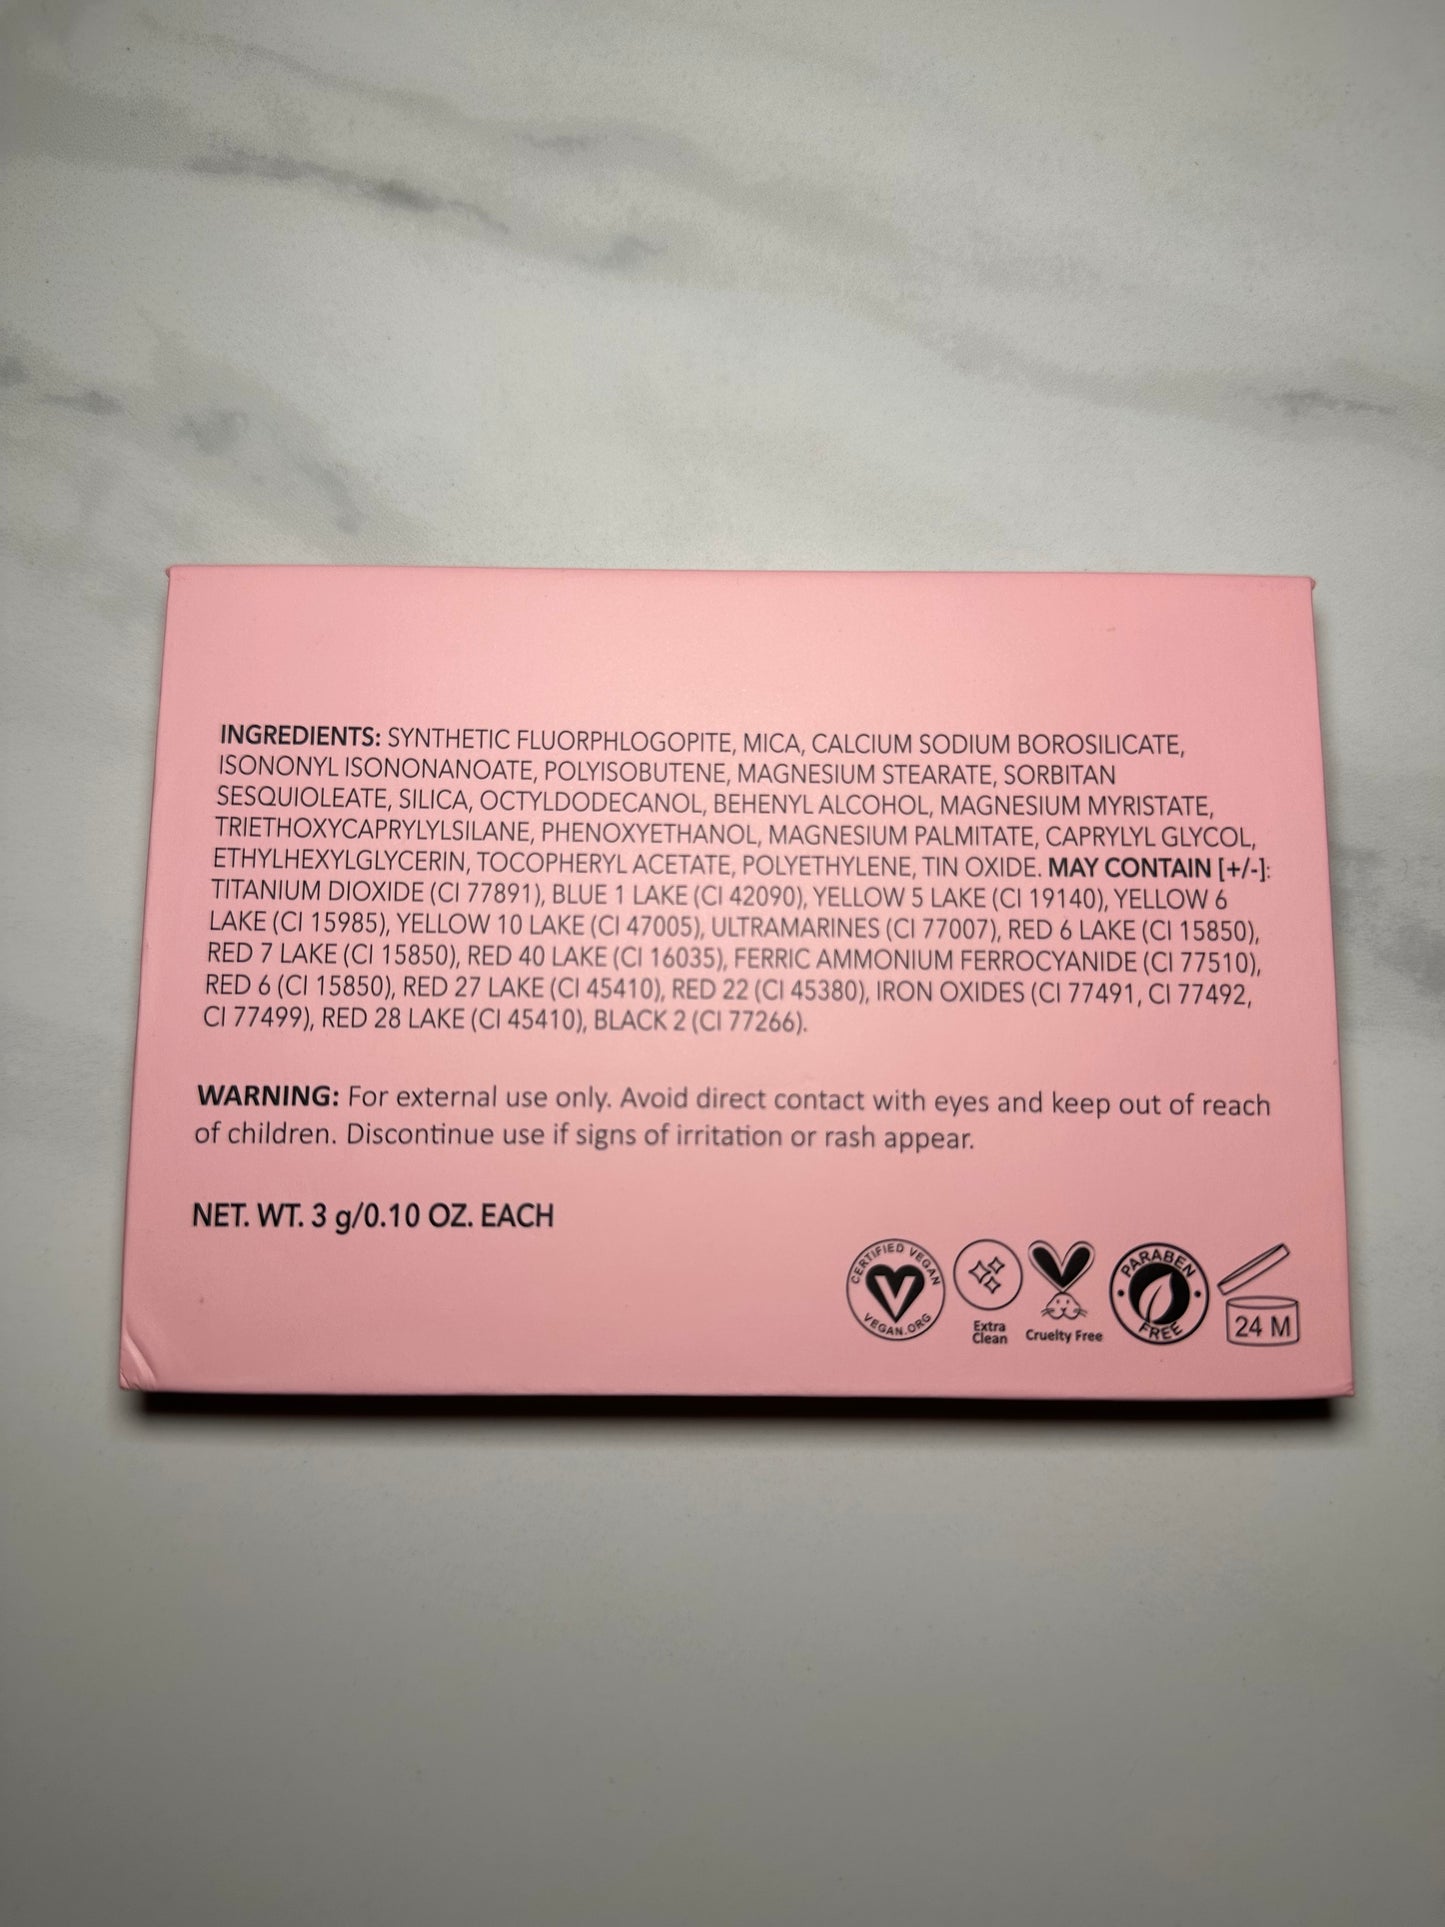 INGREDIENTS: SYNTHETIC FLUORPHLOGOPITE, MICA, CALCIUM SODIUM BOROSILICATE,
ISONONYL ISONONANOATE, POLYISOBUTENE, MAGNESIUM STEARATE, SORBITAN
SESQUIOLEATE, SILICA, OCTYLDODECANOL, BEHENYL ALCOHOL, MAGNESIUM MYRISTATE,
TRIETHOXYCAPRYLYLSILANE, PHENOXYETHANOL, MAGNESIUM PALMITATE, CAPRYLYL GLYCOL,
ETHYLHEXYLGLYCERIN, TOCOPHERYL ACETATE, POLYETHYLENE, TIN OXIDE. MAY CONTAIN [+/-]:
TITANIUM DIOXIDE (CI 77891), BLUE 1 LAKE (CI 42090), YELLOW 5 LAKE (CI 19140), YELLOW 6
LAKE (CI 15985), YELLOW 10 LAKE (CI 47005), ULTRAMARINES (CI 77007), RED 6 LAKE (CI 15850),
RED 7 LAKE (CI 15850), RED 40 LAKE (CI 16035), FERRIC AMMONIUM FERROCYANIDE (CI 77510),
RED 6 (CI 15850), RED 27 LAKE (CI 45410), RED 22 (CI 45380), IRON OXIDES (CI 77491, CI 77492,
CI 77499), RED 28 LAKE (CI 45410), BLACK 2 (CI 77266).
WARNING: For external use only. Avoid direct contact with eyes and keep out of reach
of children. Discontinue use if signs of irritation or rash appear.
NET. WT. 3 g/0.10 OZ. EACH
CERTIFIED VEGAN
V
VEGAN.ORG
Extra
Clean
Cruelty Free
PARABEN
FREE
24 M